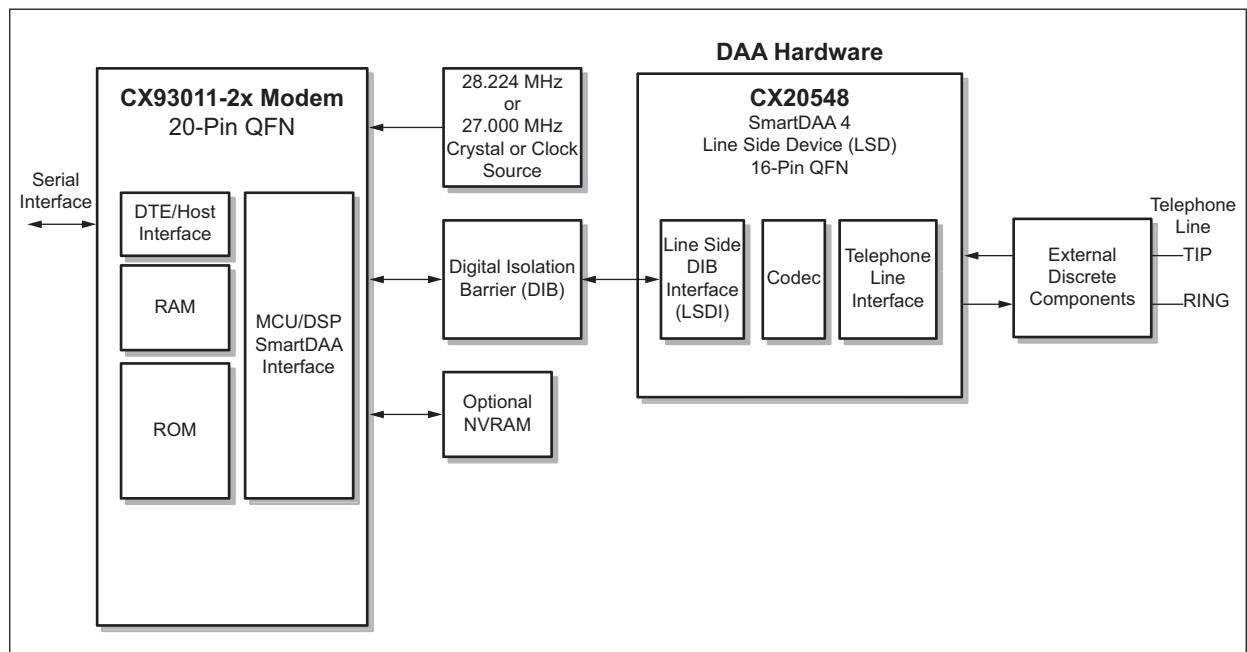 DAA Hardware
CX93011-2x Modem
20-Pin QFN
28.224 MHz
or
27.000 MHz
Crystal or Clock
Source
CX20548
SmartDAA 4
Line Side Device (LSD)
16-Pin QFN
Serial
Interface
DTE/Host
Interface
RAM
ROM
MCU/DSP
SmartDAA
Interface
Digital Isolation
Barrier (DIB)
Optional
NVRAM
Line Side
DIB
Interface
(LSDI)
Codec
Telephone
Line
Interface
External
Discrete
Components
Telephone
Line
TIP
RING